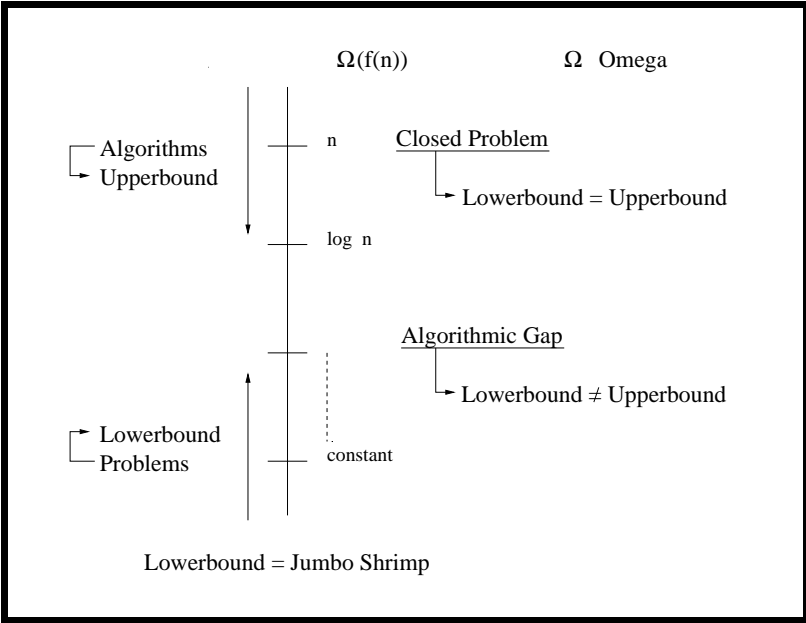 Ω(f(n))
Ω Omega
n
Closed Problem
Algorithms
Upperbound
Lowerbound = Upperbound
log n
Algorithmic Gap
Lowerbound ≠ Upperbound
Lowerbound
Problems
constant
Lowerbound = Jumbo Shrimp